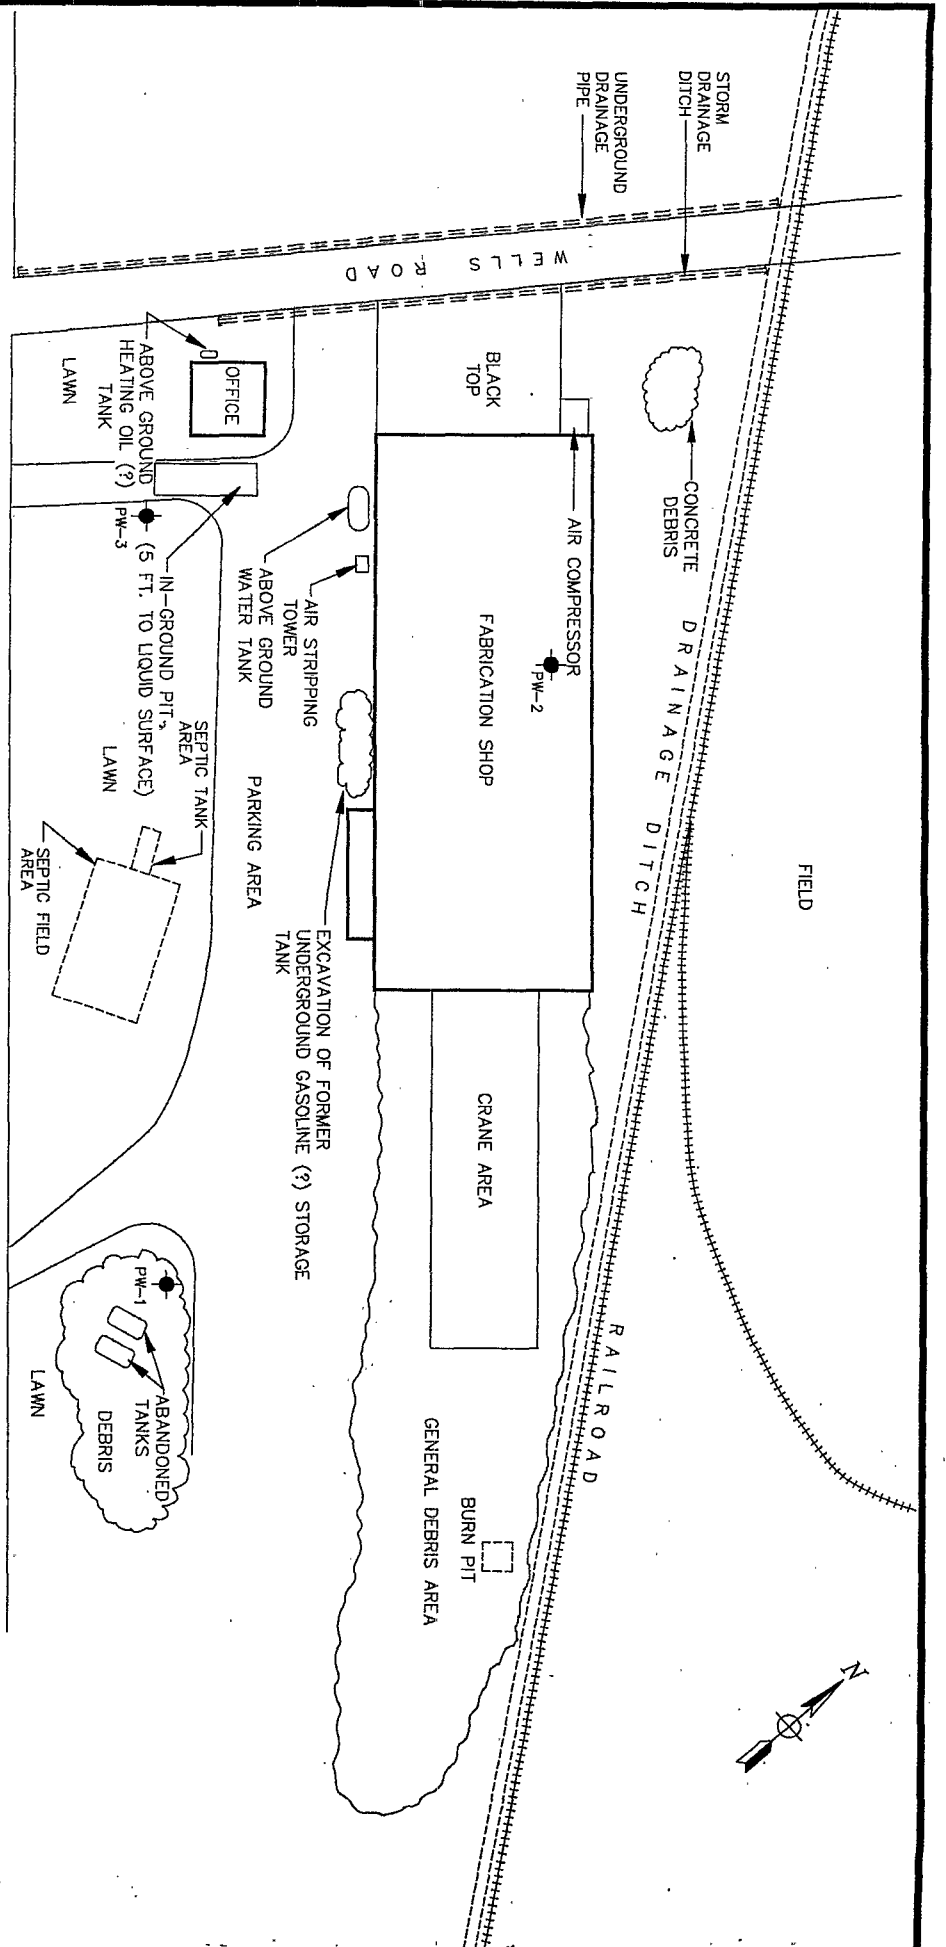 STORM
DRAINAGE
DITCH
UNDERGROUND
DRAINAGE
PIPE
WELLS ROAD
FIELD
CONCRETE
DEBRIS
DRAINAGE DITCH
RAILROAD
BLACK
TOP
AIR COMPRESSOR
PW-2
FABRICATION SHOP
CRANE AREA
BURN PIT
GENERAL DEBRIS AREA
OFFICE
AIR STRIPPING
TOWER
ABOVE GROUND
WATER TANK
EXCAVATION OF FORMER
UNDERGROUND GASOLINE (?) STORAGE
TANK
PARKING AREA
ABOVE GROUND
HEATING OIL (?)
TANK
LAWN
IN-GROUND PIT
(5 FT. TO LIQUID SURFACE)
PW-3
LAWN
SEPTIC TANK
AREA
SEPTIC FIELD
AREA
PW-1
ABANDONED
TANKS
DEBRIS
LAWN
N